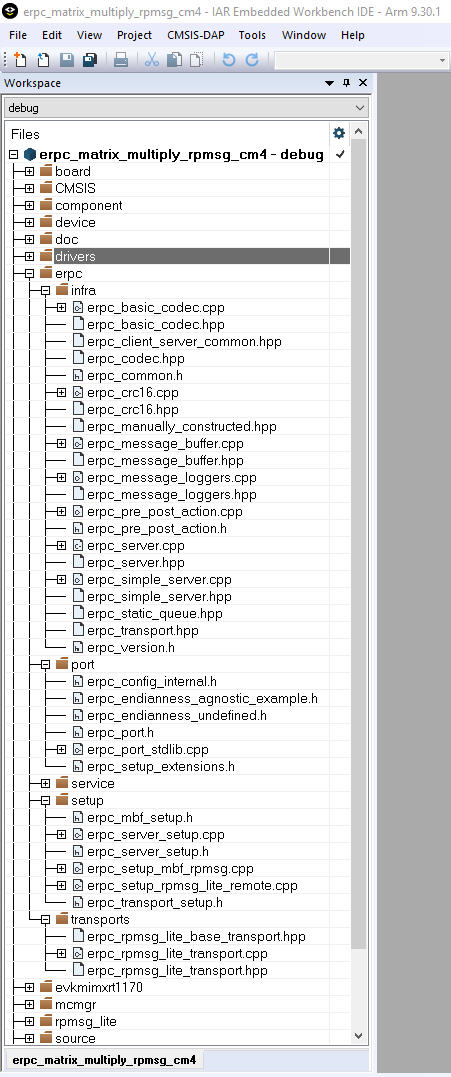 erpc_matrix_multiply_rpmsg_cm4 - IAR Embedded Workbench IDE - Arm 9.30.1
File Edit View Project CMSIS-DAP Tools Window Help
Workspace
debug
Files
erpc_matrix_multiply_rpmsg_cm4 - debug
board
CMSIS
component
device
doc
drivers
erpc
infra
erpc_basic_codec.cpp
erpc_basic_codec.hpp
erpc_client_server_common.hpp
erpc_codec.hpp
erpc_common.h
erpc_crc16.cpp
erpc_crc16.hpp
erpc_manually_constructed.hpp
erpc_message_buffer.cpp
erpc_message_buffer.hpp
erpc_message_loggers.cpp
erpc_message_loggers.hpp
erpc_pre_post_action.cpp
erpc_pre_post_action.h
erpc_server.cpp
erpc_server.hpp
erpc_simple_server.cpp
erpc_simple_server.hpp
erpc_static_queue.hpp
erpc_transport.hpp
erpc_version.h
port
erpc_config_internal.h
erpc_endianness_agnostic_example.h
erpc_endianness_undefined.h
erpc_port.h
erpc_port_stdlib.cpp
erpc_setup_extensions.h
service
setup
erpc_mbf_setup.h
erpc_server_setup.cpp
erpc_server_setup.h
erpc_setup_mbf_rpmsg.cpp
erpc_setup_rpmsg_lite_remote.cpp
erpc_transport_setup.h
transports
erpc_rpmsg_lite_base_transport.hpp
erpc_rpmsg_lite_transport.cpp
erpc_rpmsg_lite_transport.hpp
evkmimxrt1170
mcmgr
rpmsg_lite
source
erpc_matrix_multiply_rpmsg_cm4